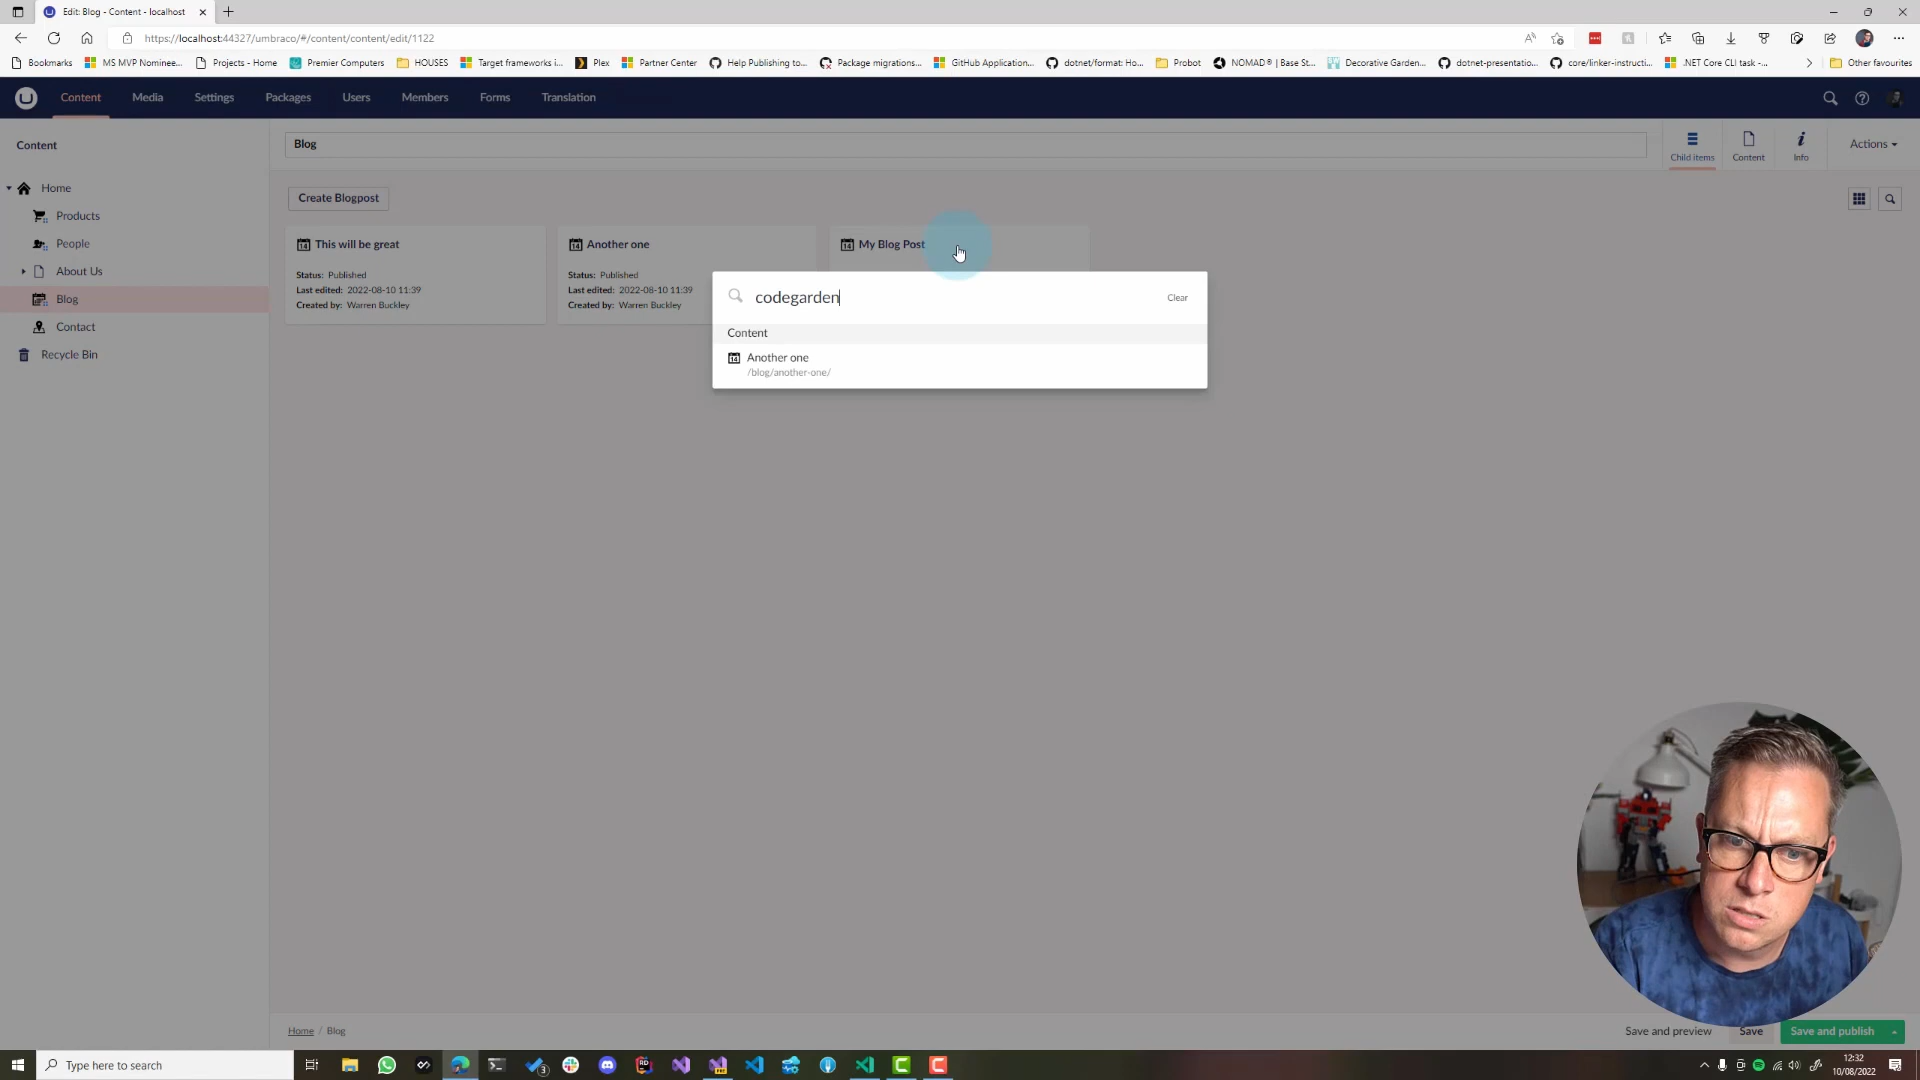 Edit: Blog - Content - localhost
https://localhost:44327/umbraco/#/content/content/edit/1122
Bookmarks MS MVP Nominee... Projects - Home Premier Computers HOUSES Target frameworks i... Plex Partner Center Help Publishing to... Package migrations... GitHub Application... dotnet/format: Ho... Probot NOMAD® | Base St... Decorative Garden... dotnet-presentatio... core/linker-instructi... .NET Core CLI task -... Other favourites
Content Media Settings Packages Users Members Forms Translation
Content
Blog
Child items
Content
Info
Actions
Home
Products
People
About Us
Blog
Contact
Recycle Bin
Create Blogpost
14 This will be great
Status: Published
Last edited: 2022-08-10 11:39
Created by: Warren Buckley
14 Another one
Status: Published
Last edited: 2022-08-10 11:39
Created by: Warren Buckley
14 My Blog Post
codegarden
Clear
Content
14 Another one
/blog/another-one/
Home / Blog
Save and preview
Save
Save and publish
Type here to search
3
12:32
10/08/2022